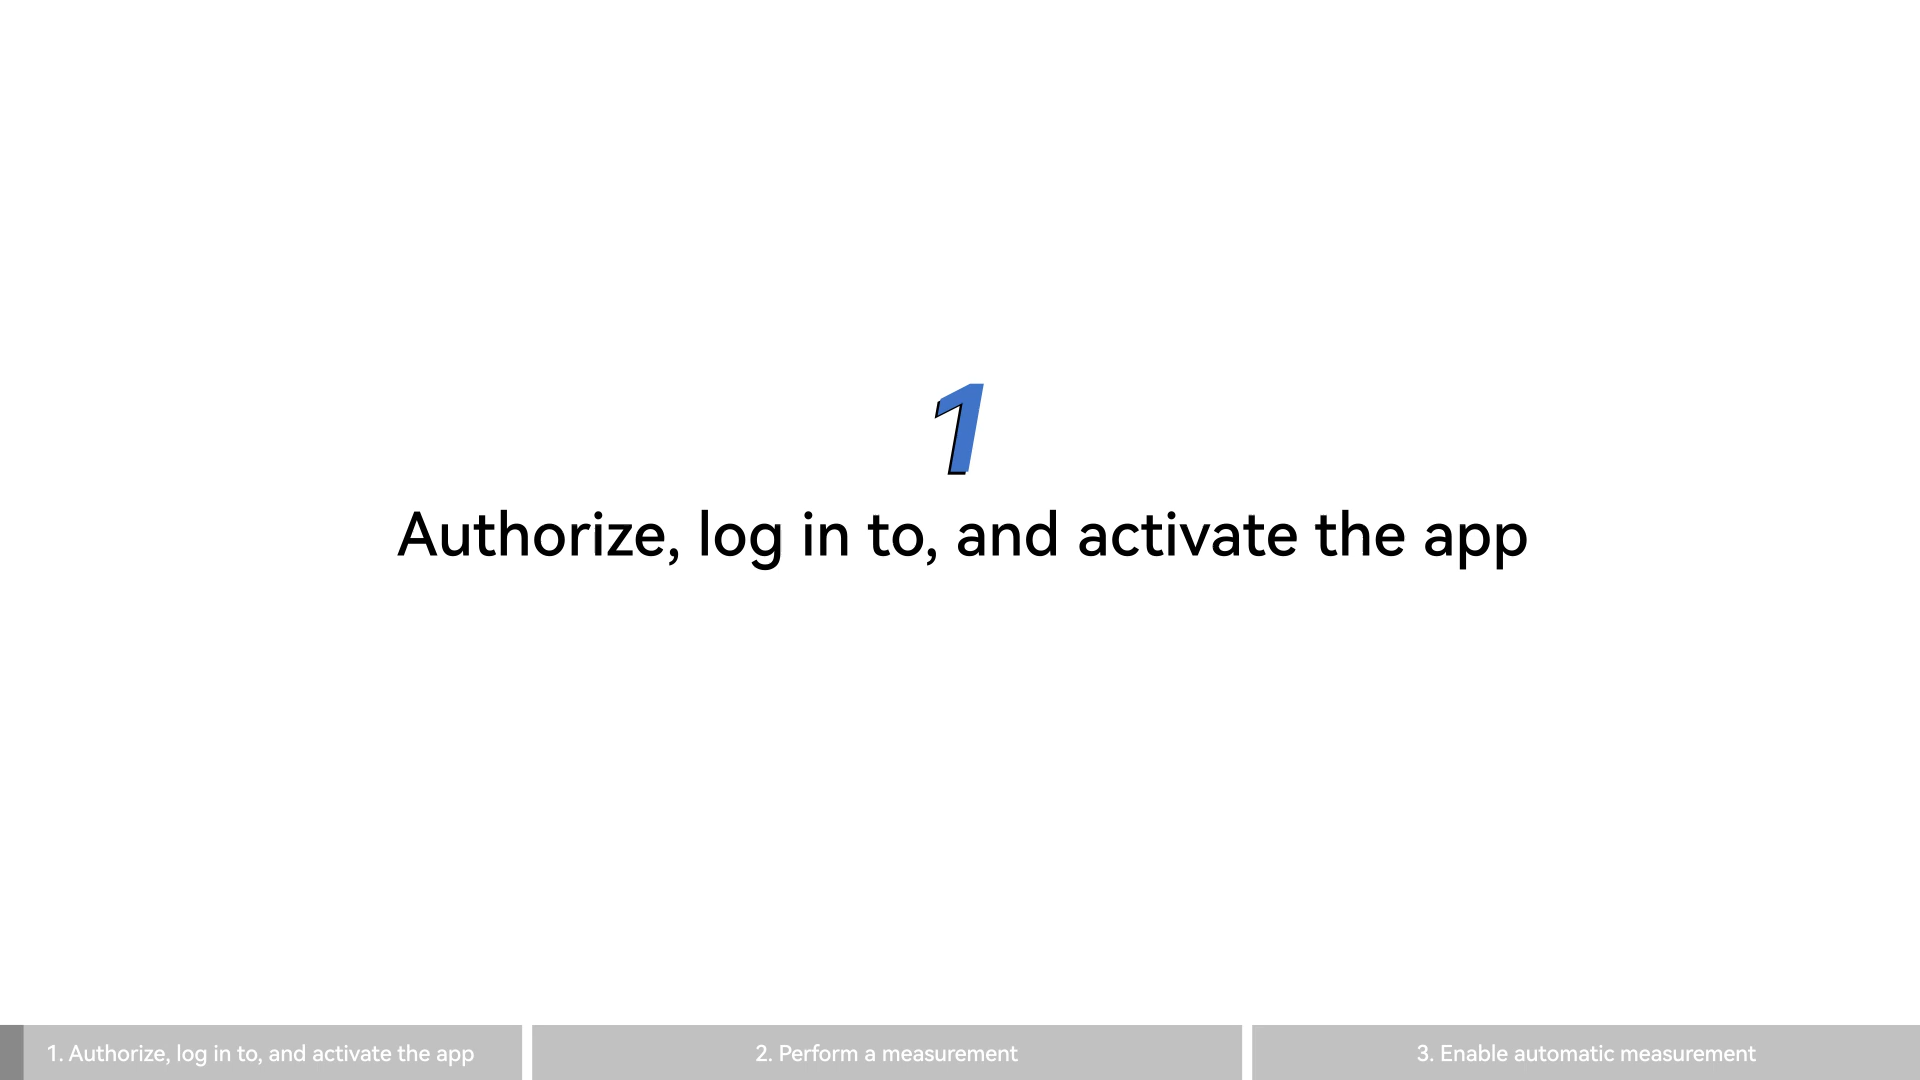 1
Authorize, log in to, and activate the app
1. Authorize, log in to, and activate the app
2. Perform a measurement
3. Enable automatic measurement